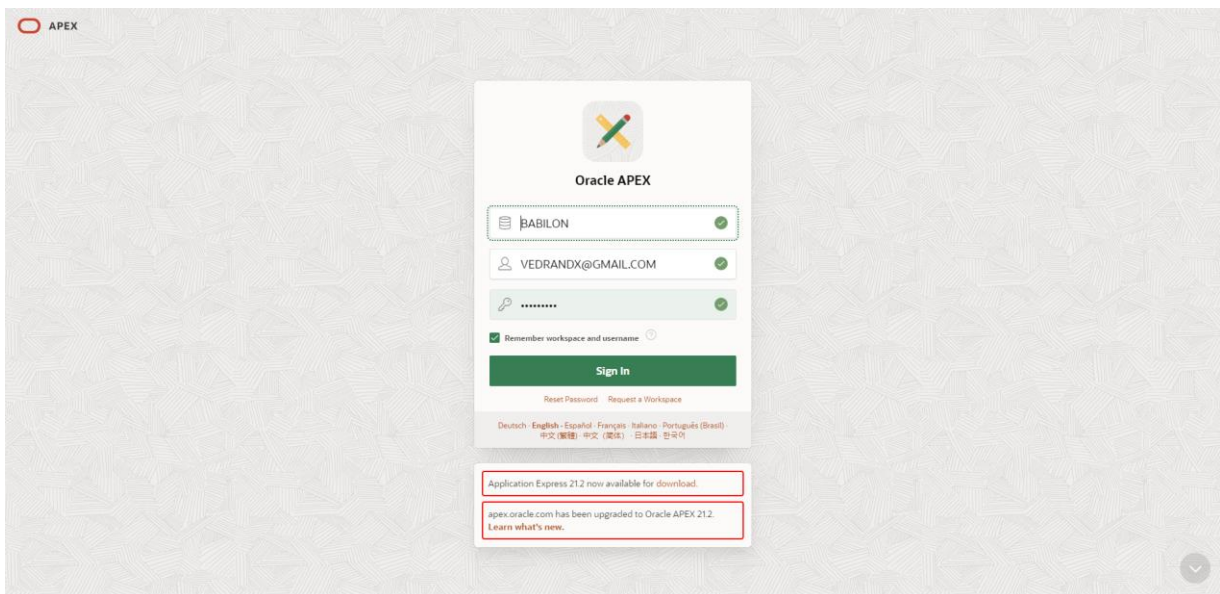 APEX
Oracle APEX
BABILON
VEDRANDX@GMAIL.COM
•••••••••
Remember workspace and username ?
Sign In
Reset Password Request a Workspace
Deutsch · English · Español · Français · Italiano · Português (Brasil) ·
中文 (繁體) · 中文 (简体) · 日本語 · 한국어
Application Express 21.2 now available for download.
apex.oracle.com has been upgraded to Oracle APEX 21.2.
Learn what's new.